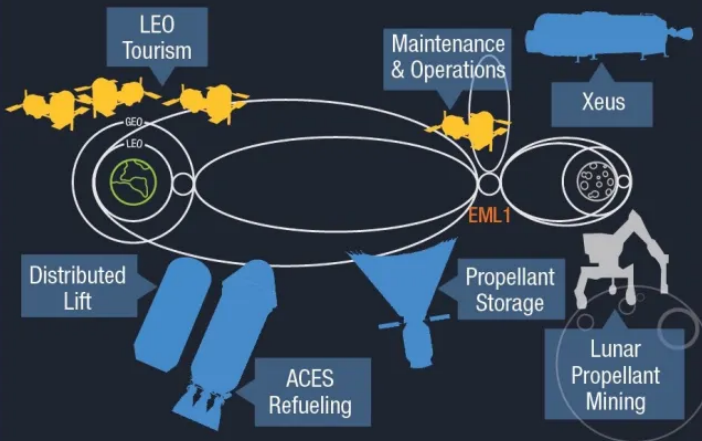 LEO
Tourism
Maintenance
& Operations
Xeus
GEO
LEO
EML1
Distributed
Lift
Propellant
Storage
ACES
Refueling
Lunar
Propellant
Mining